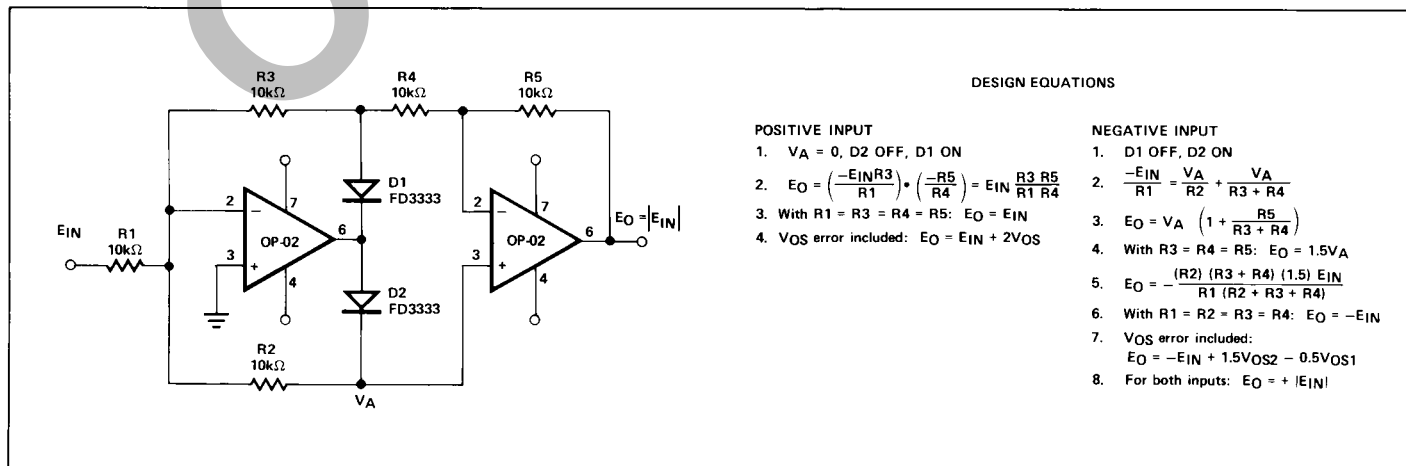 R3
10kΩ
R4
10kΩ
R5
10kΩ
D1
FD3333
2
−
7
OP-02
6
3
+
4
EIN
R1
10kΩ
D2
FD3333
R2
10kΩ
VA
2
−
7
OP-02
6
3
+
4
EO = |EIN|
DESIGN EQUATIONS
POSITIVE INPUT
1. VA = 0, D2 OFF, D1 ON
2. EO = (−EIN R3 / R1) • (−R5 / R4) = EIN R3 R5 / R1 R4
3. With R1 = R3 = R4 = R5: EO = EIN
4. VOS error included: EO = EIN + 2VOS
NEGATIVE INPUT
1. D1 OFF, D2 ON
2. −EIN / R1 = VA / R2 + VA / R3 + R4
3. EO = VA (1 + R5 / R3 + R4)
4. With R3 = R4 = R5: EO = 1.5VA
5. EO = − (R2) (R3 + R4) (1.5) EIN / R1 (R2 + R3 + R4)
6. With R1 = R2 = R3 = R4: EO = −EIN
7. VOS error included:
EO = −EIN + 1.5VOS2 − 0.5VOS1
8. For both inputs: EO = + |EIN|